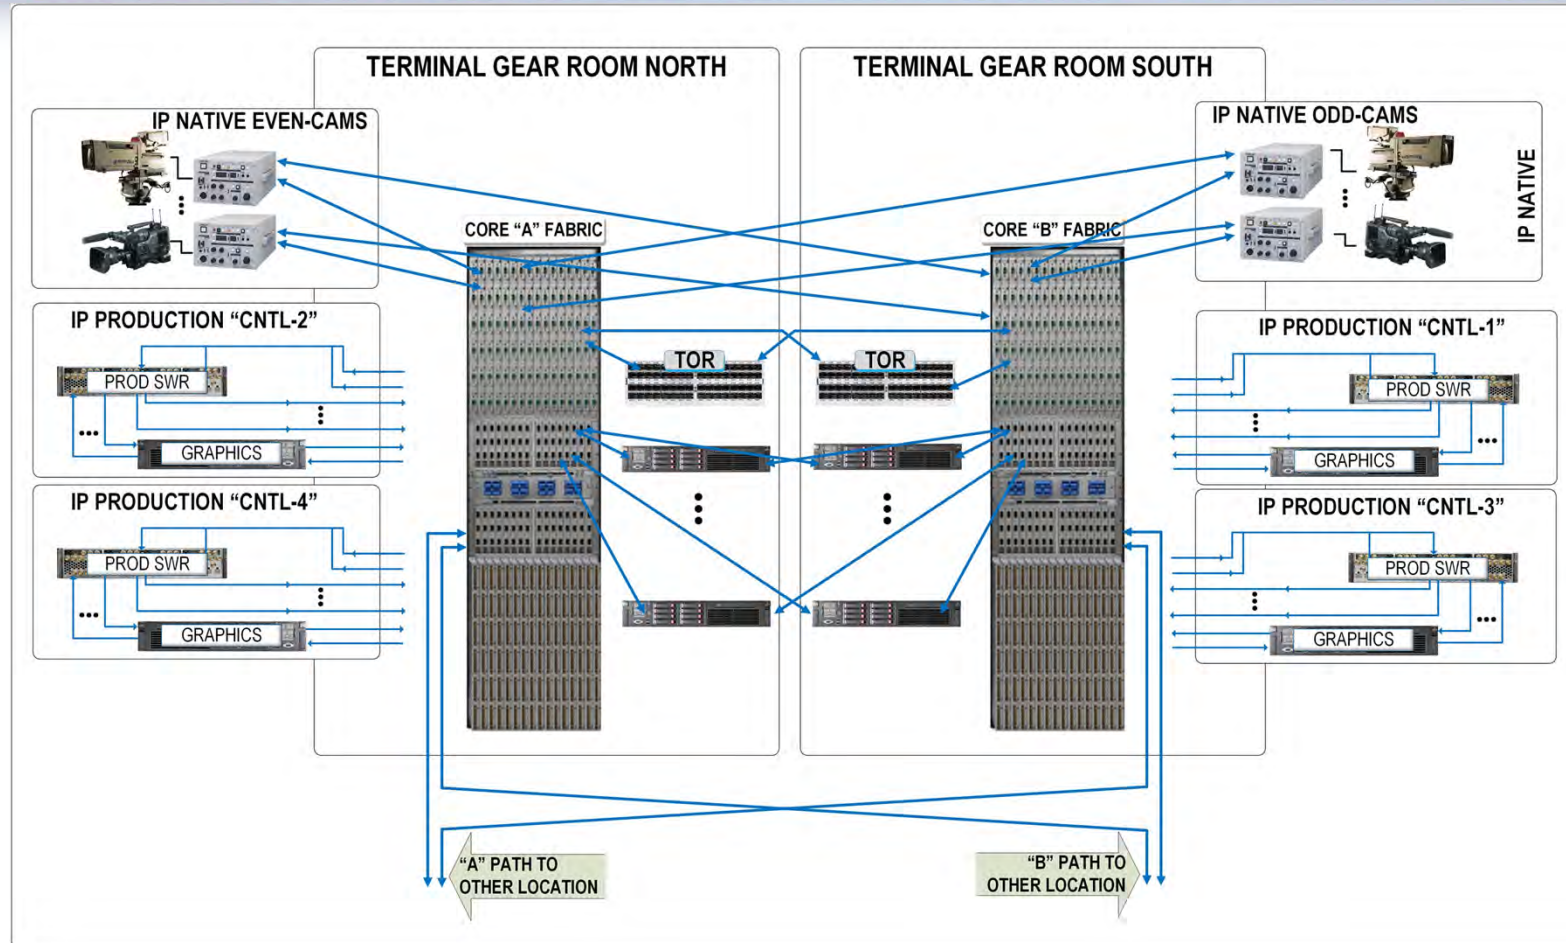 TERMINAL GEAR ROOM NORTH
TERMINAL GEAR ROOM SOUTH
IP NATIVE EVEN-CAMS
IP NATIVE ODD-CAMS
IP NATIVE
CORE “A” FABRIC
CORE “B” FABRIC
IP PRODUCTION “CNTL-2”
PROD SWR
GRAPHICS
TOR
TOR
IP PRODUCTION “CNTL-1”
PROD SWR
GRAPHICS
IP PRODUCTION “CNTL-4”
PROD SWR
GRAPHICS
IP PRODUCTION “CNTL-3”
PROD SWR
GRAPHICS
“A” PATH TO
OTHER LOCATION
“B” PATH TO
OTHER LOCATION